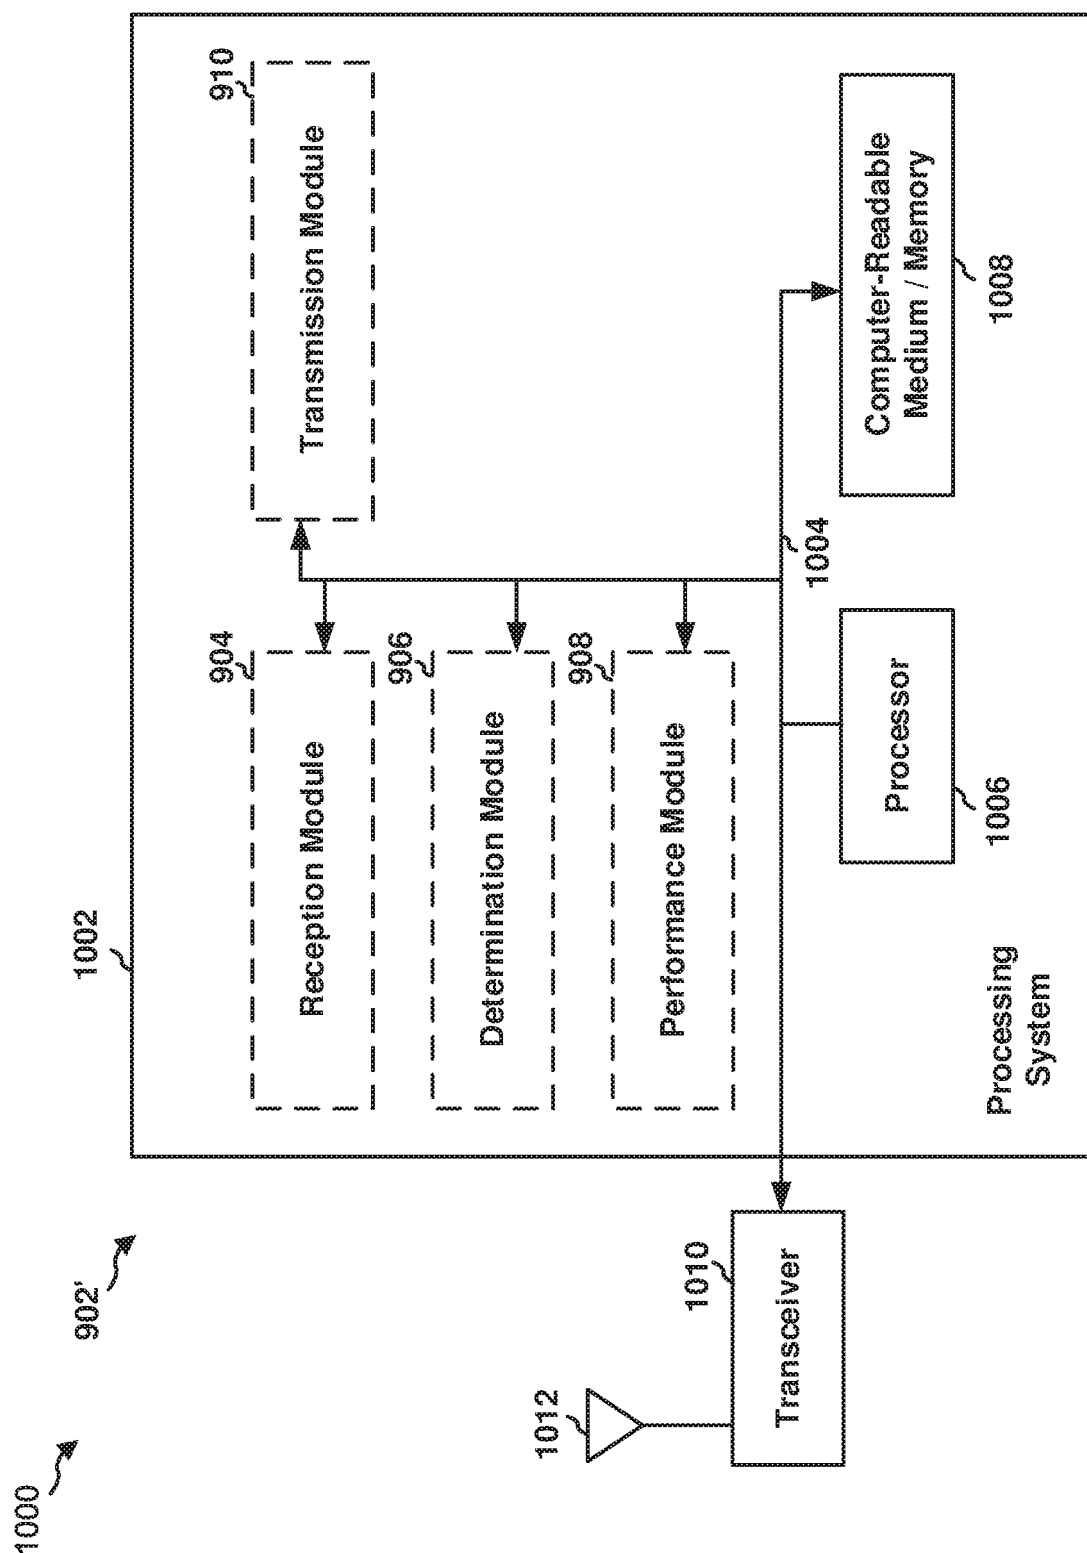 1000
902'
1002
904
Reception Module
910
Transmission Module
906
Determination Module
908
Performance Module
1012
1010
Transceiver
1004
Processor
1006
Computer-Readable
Medium / Memory
1008
Processing
System